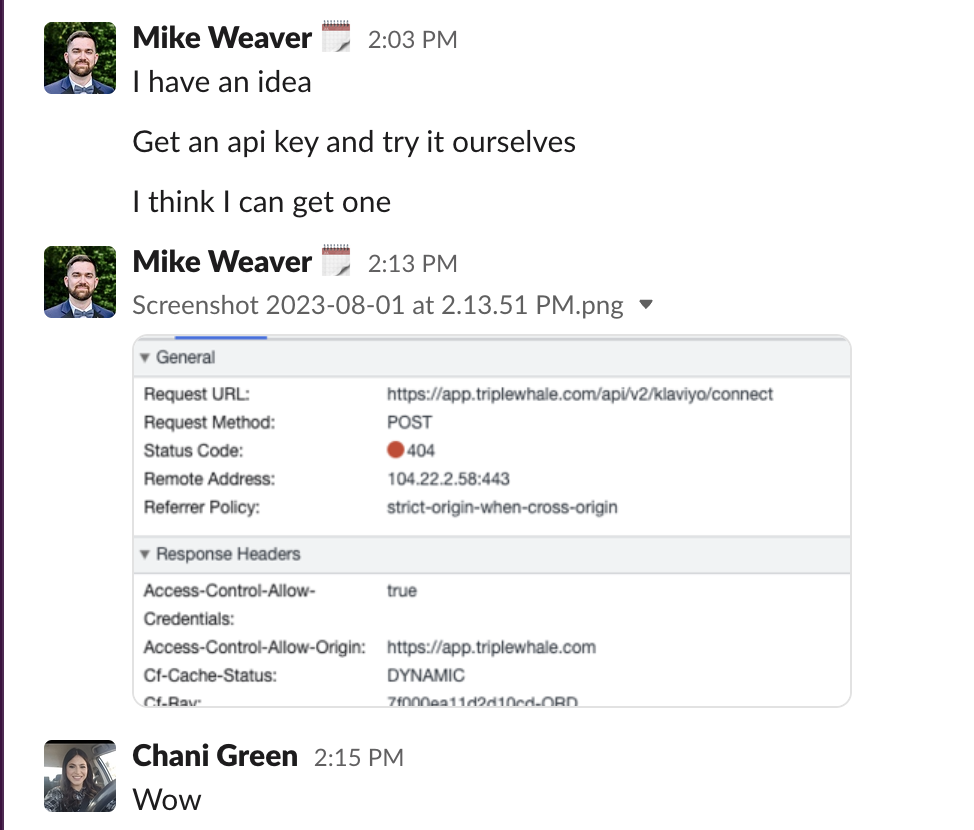 Mike Weaver 2:03 PM
I have an idea
Get an api key and try it ourselves
I think I can get one
Mike Weaver 2:13 PM
Screenshot 2023-08-01 at 2.13.51 PM.png
General
Request URL: https://app.triplewhale.com/api/v2/klaviyo/connect
Request Method: POST
Status Code: 404
Remote Address: 104.22.2.58:443
Referrer Policy: strict-origin-when-cross-origin
Response Headers
Access-Control-Allow- true
Credentials:
Access-Control-Allow-Origin: https://app.triplewhale.com
Cf-Cache-Status: DYNAMIC
Cf-Ray: 7f000ea11d2d10cd-ORD
Chani Green 2:15 PM
Wow